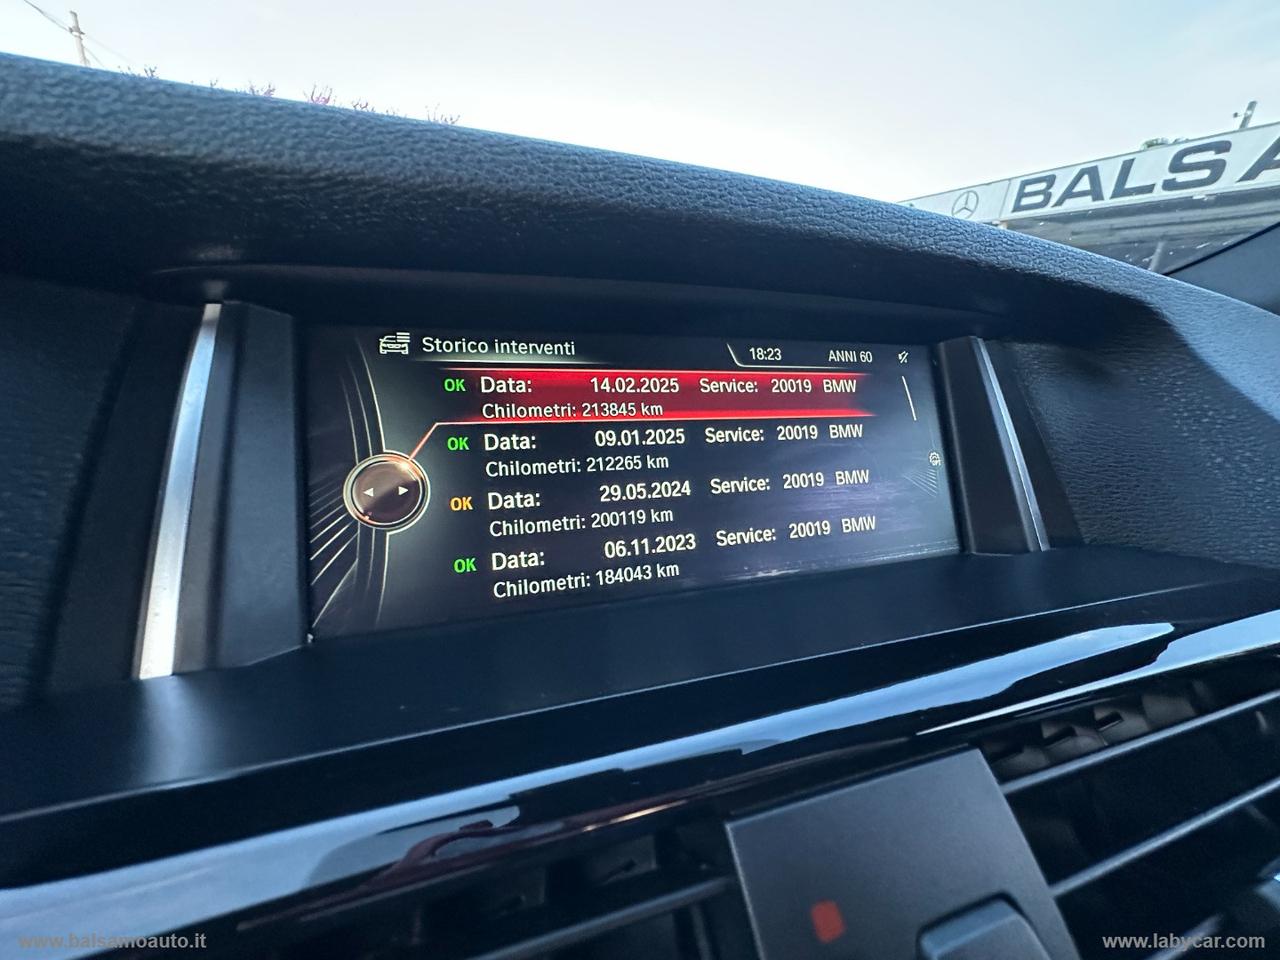 BALSA
Storico interventi 18:23 ANNI 60
OK Data: 14.02.2025 Service: 20019 BMW
Chilometri: 213845 km
OK Data: 09.01.2025 Service: 20019 BMW
Chilometri: 212265 km
OK Data: 29.05.2024 Service: 20019 BMW
Chilometri: 200119 km
OK Data: 06.11.2023 Service: 20019 BMW
Chilometri: 184043 km
www.balsamoauto.it
www.labycar.com